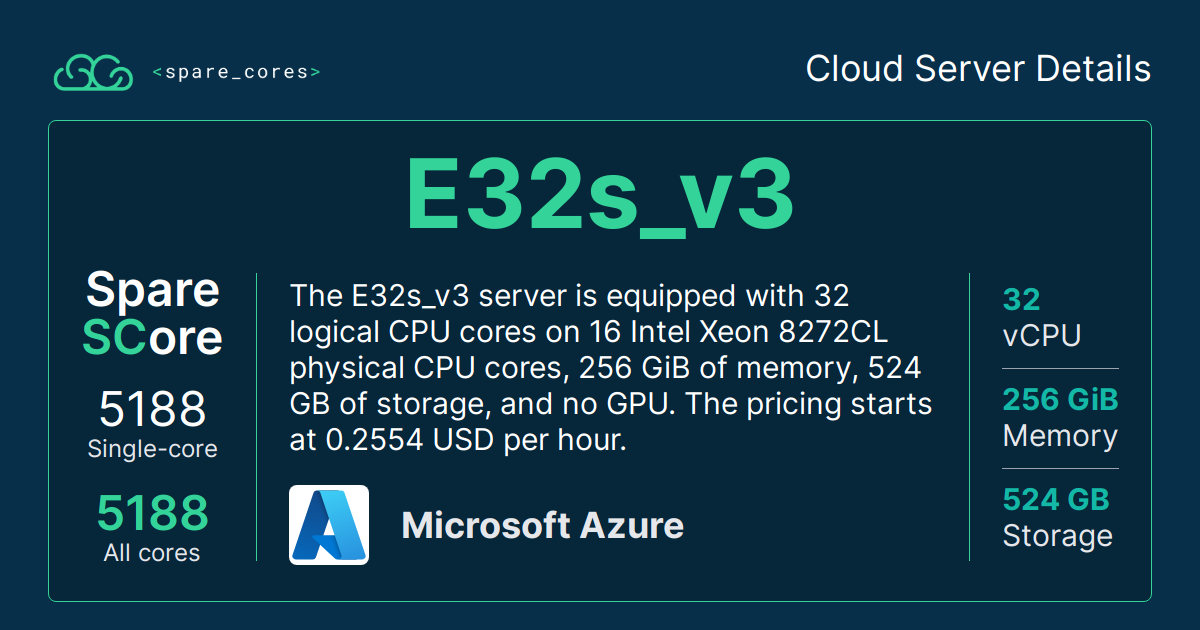 <spare_cores>
Cloud Server Details
E32s_v3
Spare
SCore
5188
Single-core
5188
All cores
The E32s_v3 server is equipped with 32
logical CPU cores on 16 Intel Xeon 8272CL
physical CPU cores, 256 GiB of memory, 524
GB of storage, and no GPU. The pricing starts
at 0.2554 USD per hour.
Microsoft Azure
32
vCPU
256 GiB
Memory
524 GB
Storage